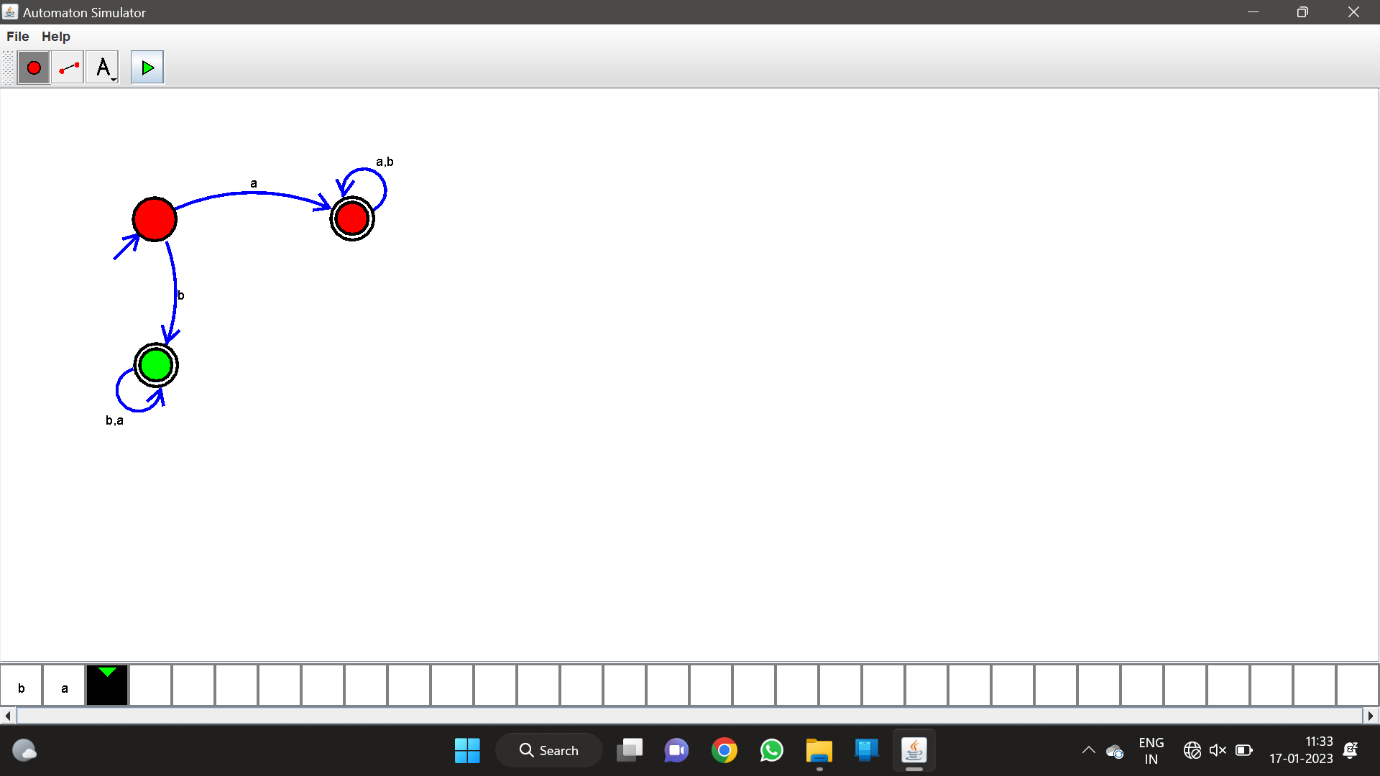 Automaton Simulator
File Help
A
a,b
a
b
b,a
b a
Search
ENG
IN
11:33
17-01-2023